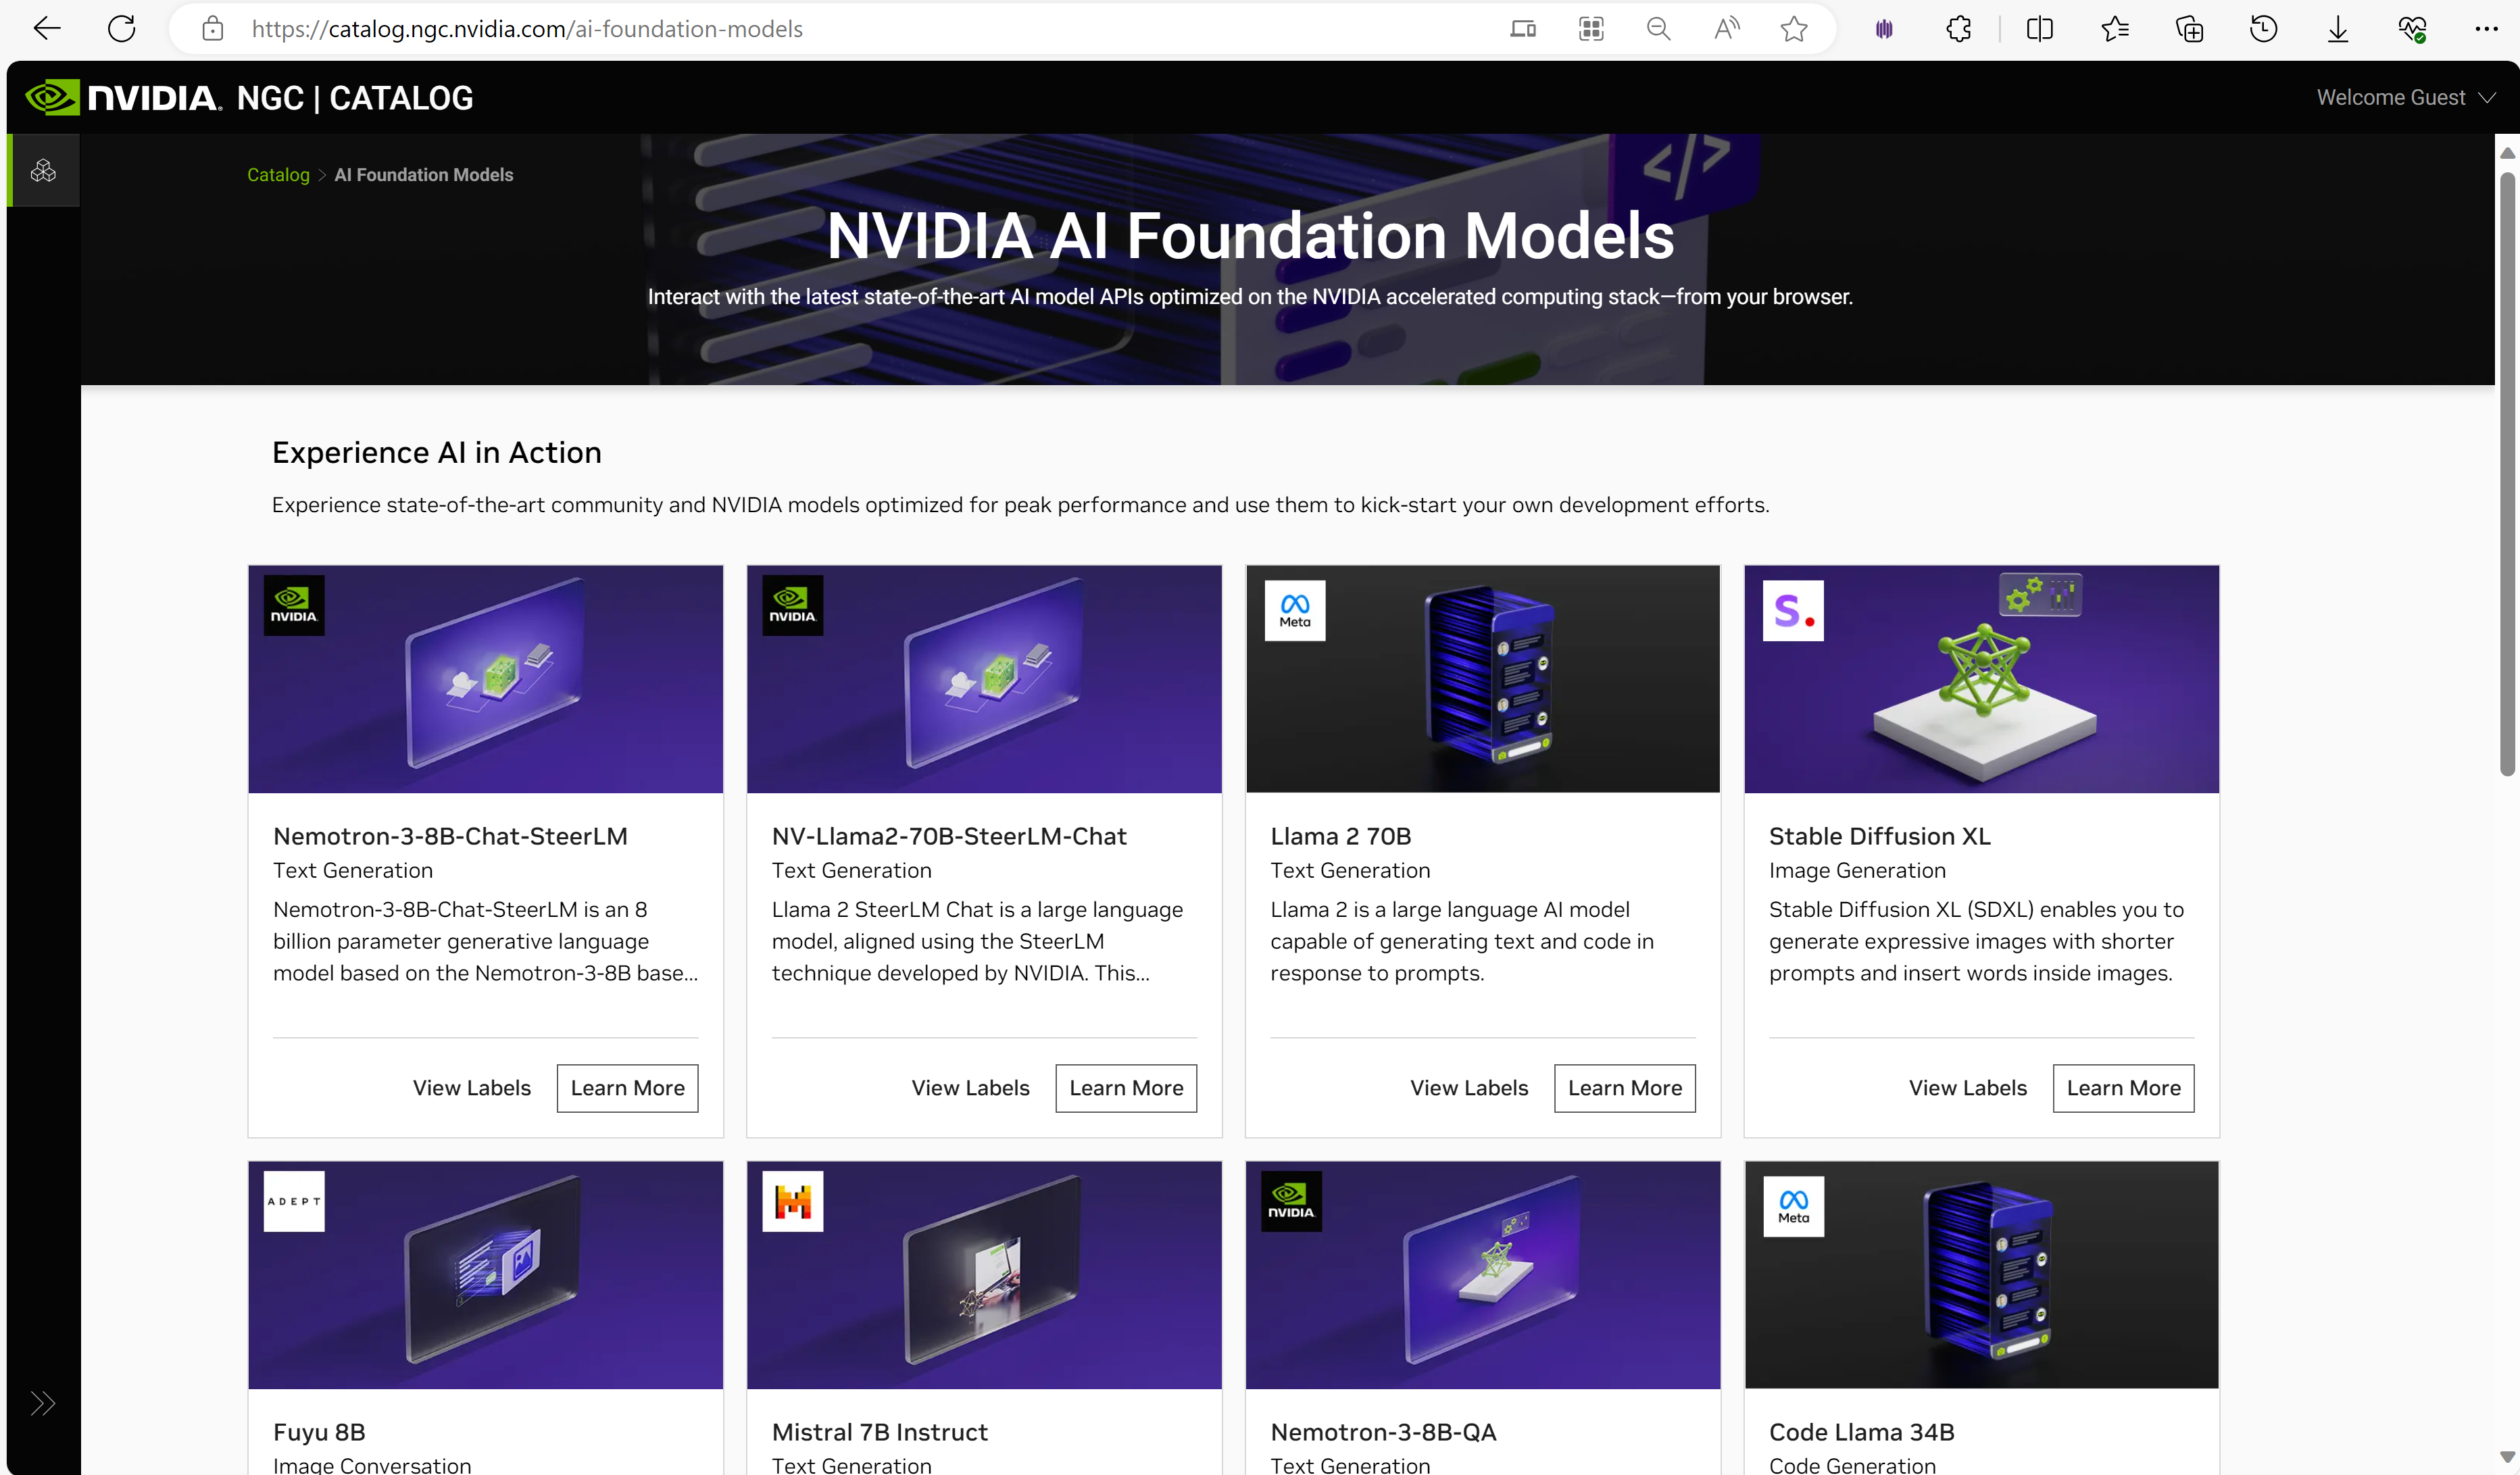 https://catalog.ngc.nvidia.com/ai-foundation-models
NVIDIA. NGC | CATALOG
Welcome Guest
Catalog > AI Foundation Models
NVIDIA AI Foundation Models
Interact with the latest state-of-the-art AI model APIs optimized on the NVIDIA accelerated computing stack—from your browser.
Experience AI in Action
Experience state-of-the-art community and NVIDIA models optimized for peak performance and use them to kick-start your own development efforts.
NVIDIA.
Nemotron-3-8B-Chat-SteerLM
Text Generation
Nemotron-3-8B-Chat-SteerLM is an 8
billion parameter generative language
model based on the Nemotron-3-8B base...
View Labels
Learn More
NVIDIA.
NV-Llama2-70B-SteerLM-Chat
Text Generation
Llama 2 SteerLM Chat is a large language
model, aligned using the SteerLM
technique developed by NVIDIA. This...
View Labels
Learn More
Meta
Llama 2 70B
Text Generation
Llama 2 is a large language AI model
capable of generating text and code in
response to prompts.
View Labels
Learn More
S.
Stable Diffusion XL
Image Generation
Stable Diffusion XL (SDXL) enables you to
generate expressive images with shorter
prompts and insert words inside images.
View Labels
Learn More
ADEPT
Fuyu 8B
Image Conversation
Mistral 7B Instruct
Text Generation
NVIDIA.
Nemotron-3-8B-QA
Text Generation
Meta
Code Llama 34B
Code Generation